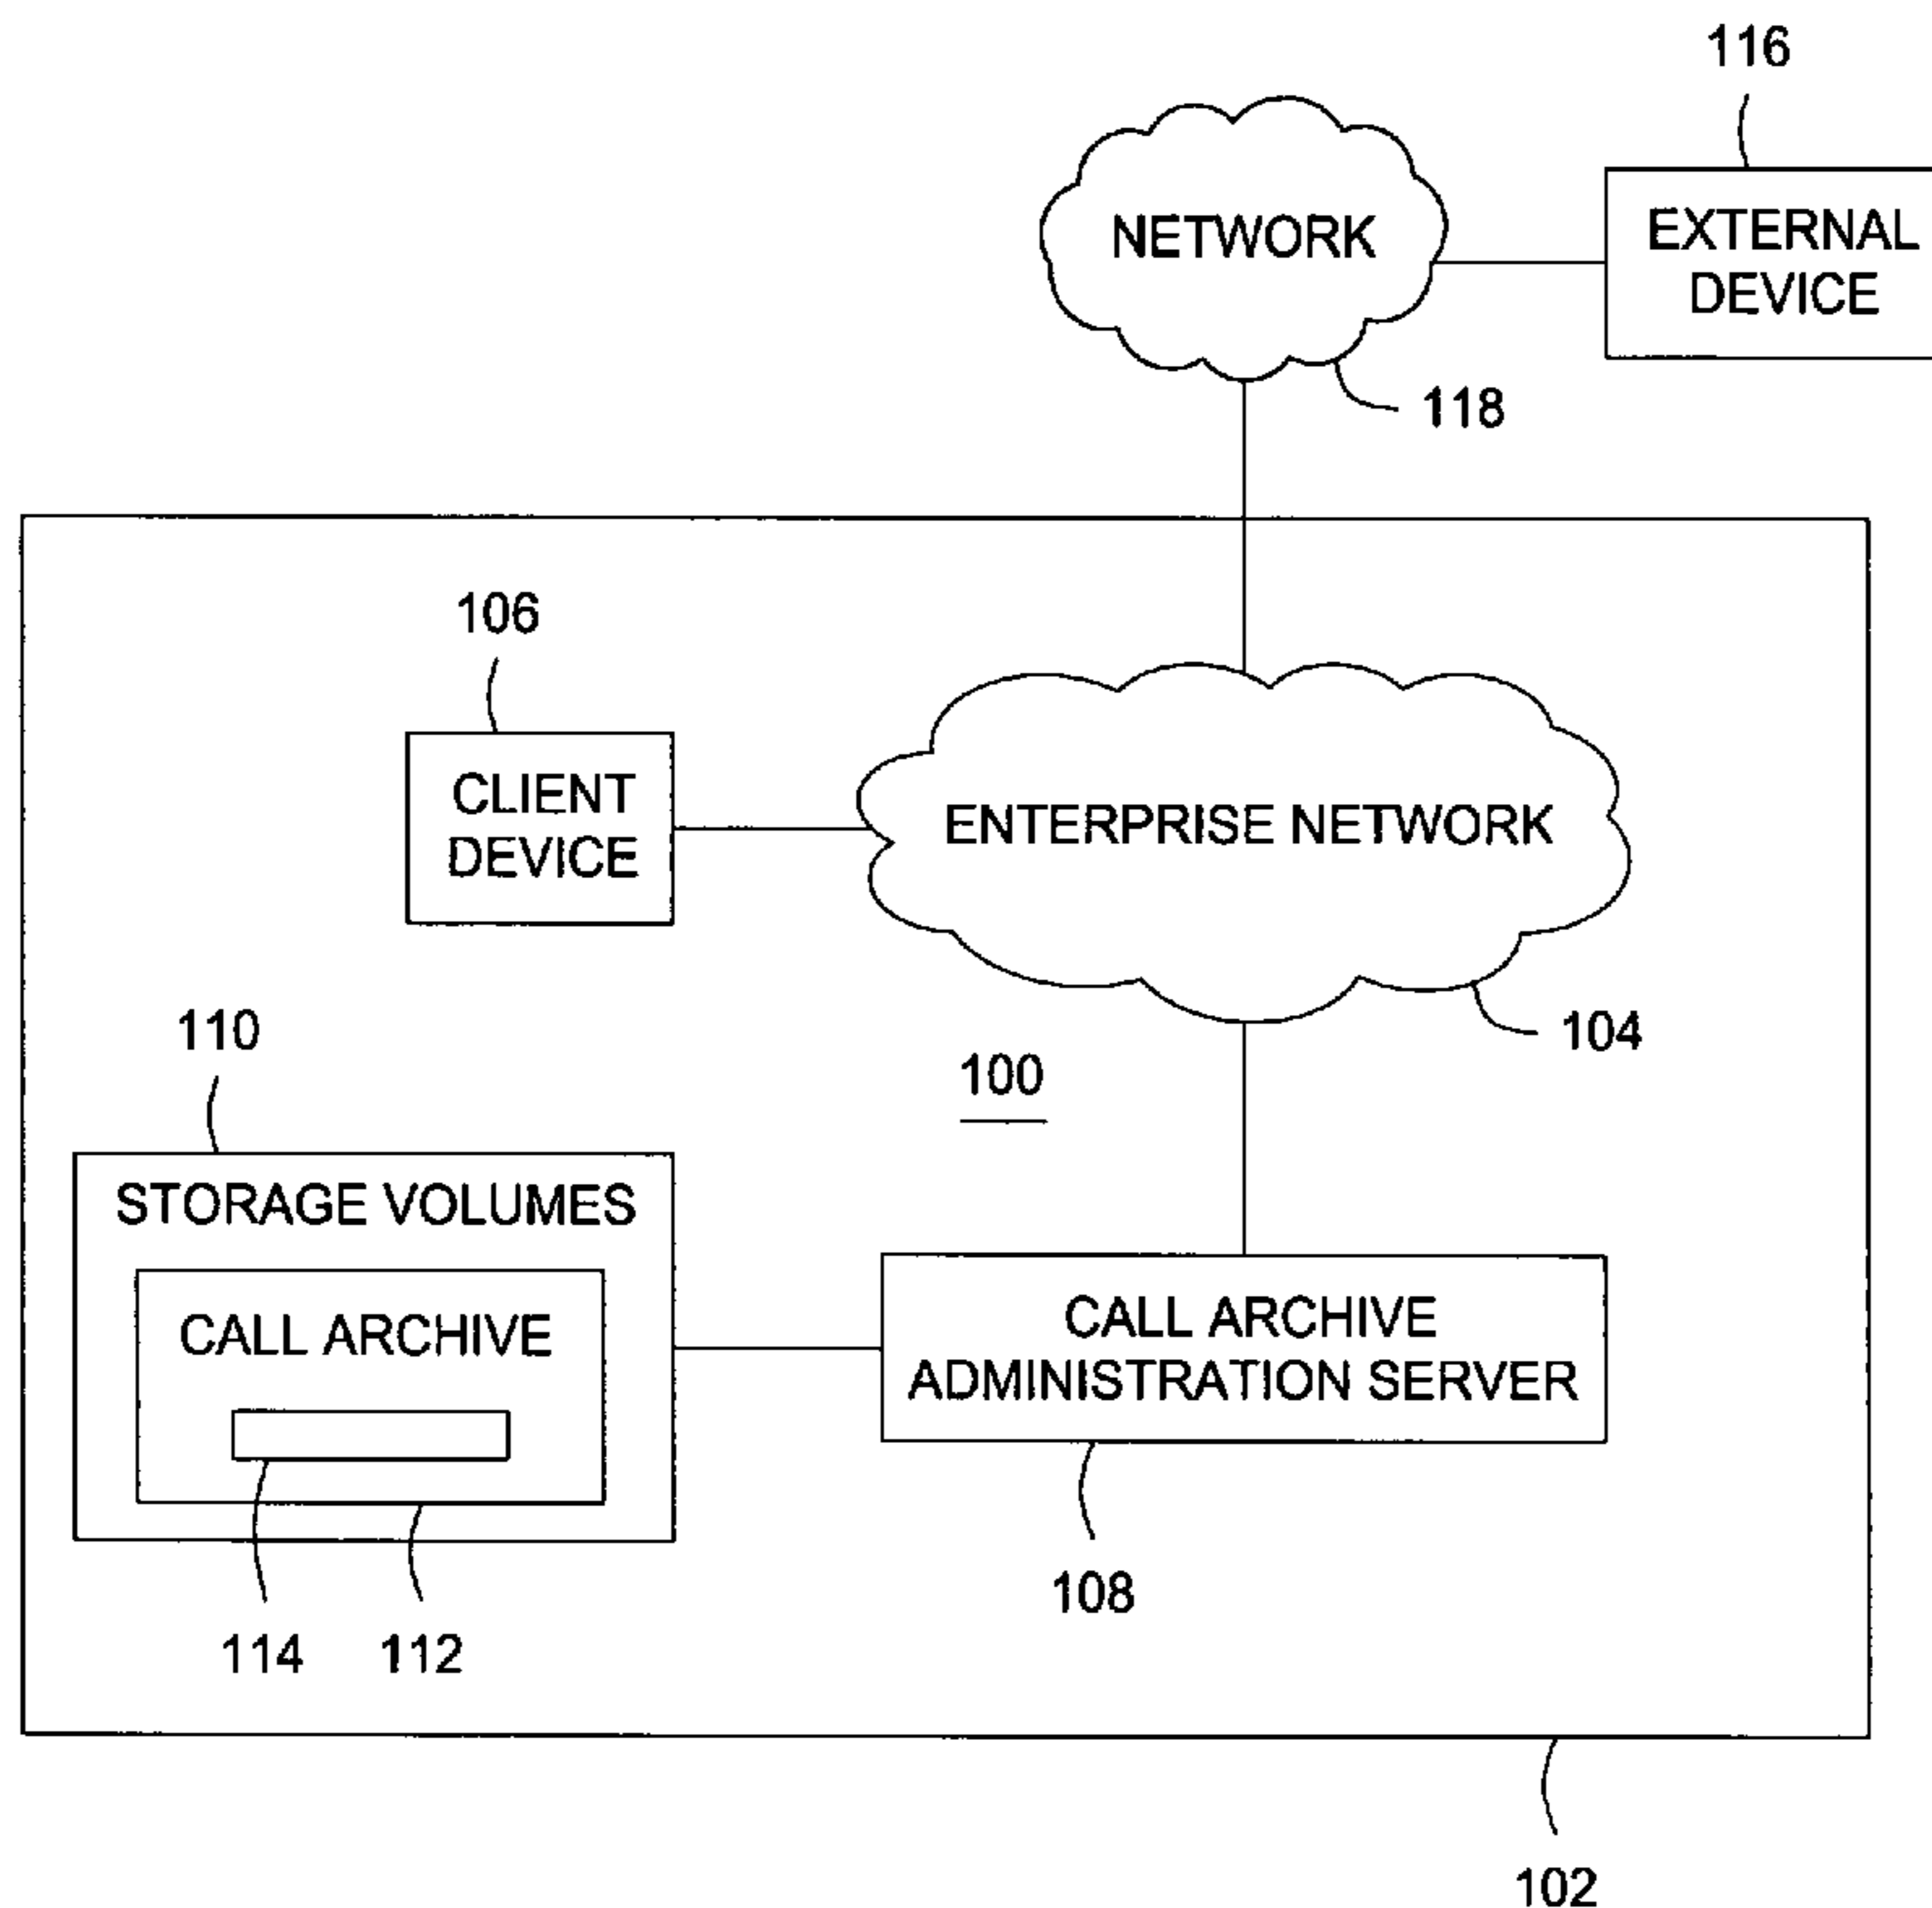 116
NETWORK
EXTERNAL
DEVICE
118
106
CLIENT
DEVICE
ENTERPRISE NETWORK
110
104
100
STORAGE VOLUMES
CALL ARCHIVE
CALL ARCHIVE
ADMINISTRATION SERVER
108
114
112
102